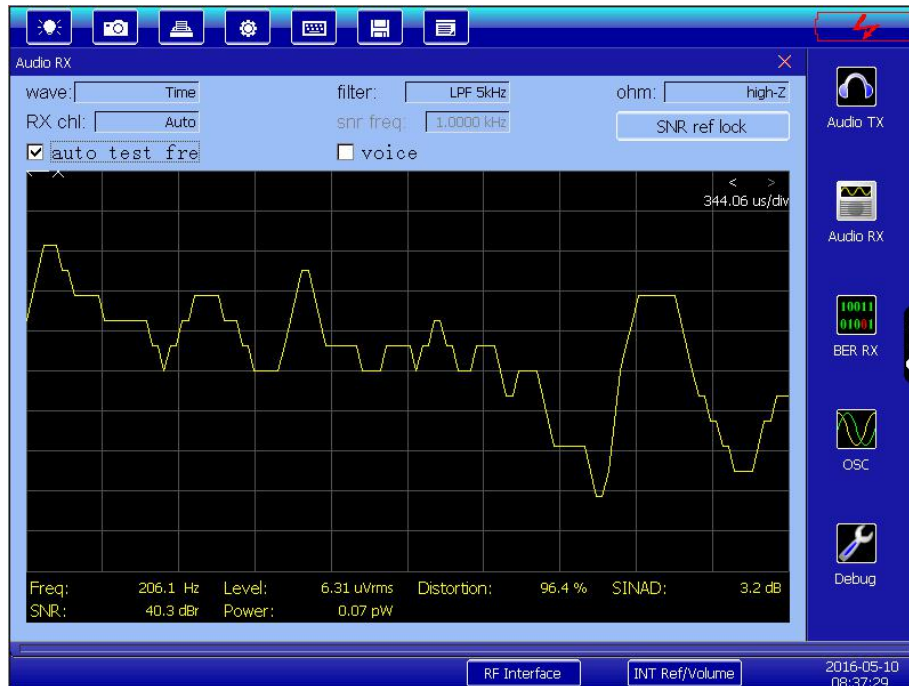 Audio RX
wave: Time filter: LPF 5kHz ohm: high-Z
RX chl: Auto snr freq: 1.0000 kHz SNR ref lock
auto test fre voice
< >
344.06 us/div
Freq: 206.1 Hz Level: 6.31 uVrms Distortion: 96.4 % SINAD: 3.2 dB
SNR: 40.3 dBr Power: 0.07 pW
Audio TX
Audio RX
10011
01001
BER RX
OSC
Debug
RF Interface INT Ref/Volume 2016-05-10
08:37:29